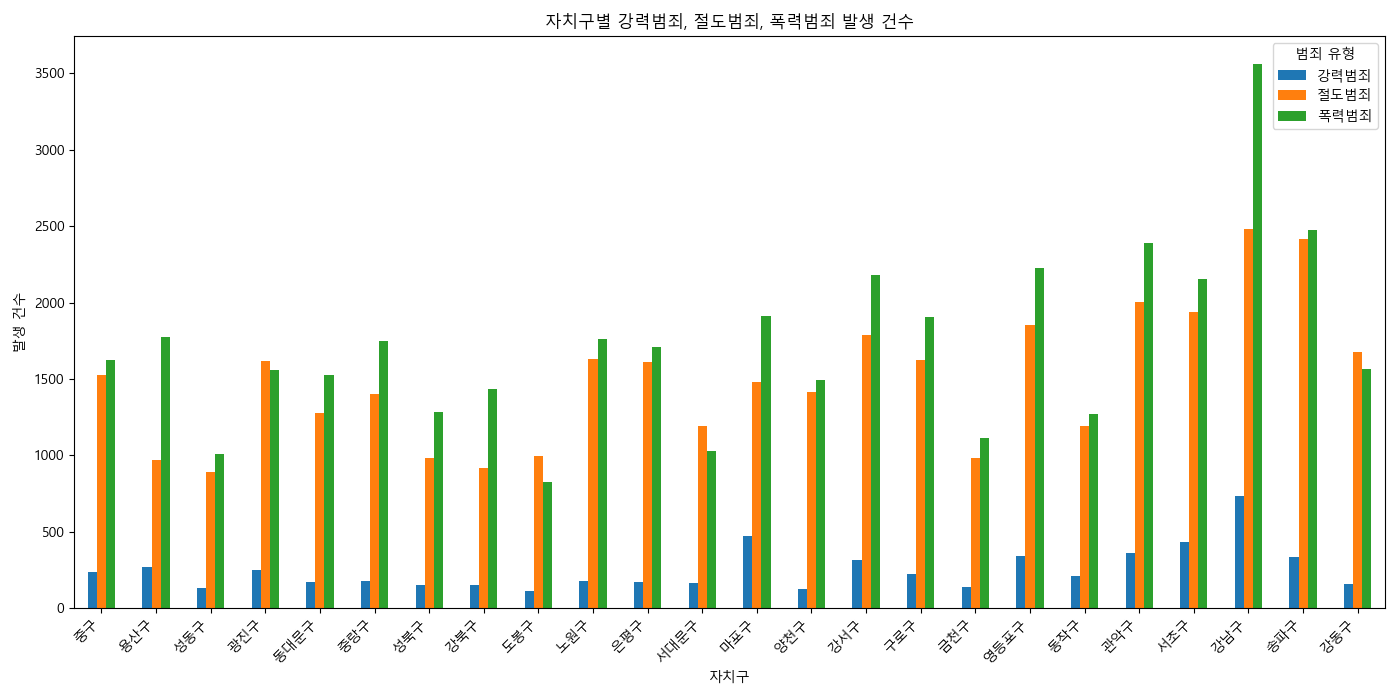 자치구별 강력범죄, 절도범죄, 폭력범죄 발생 건수
범죄 유형
강력범죄
절도범죄
폭력범죄
발생 건수
3500
3000
2500
2000
1500
1000
500
0
중구 용산구 성동구 광진구 동대문구 중랑구 성북구 강북구 도봉구 노원구 은평구 서대문구 마포구 양천구 강서구 구로구 금천구 영등포구 동작구 관악구 서초구 강남구 송파구 강동구
자치구